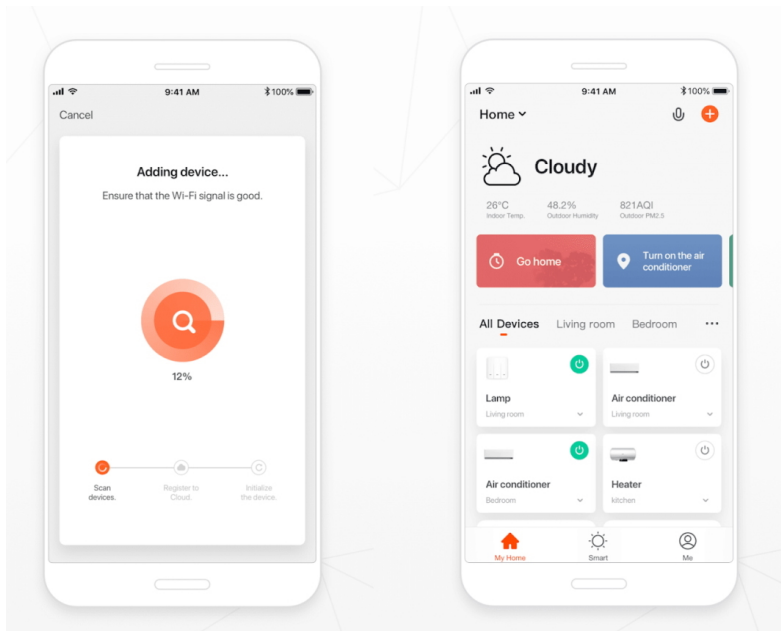 9:41 AM
100%
Cancel
Adding device...
Ensure that the Wi-Fi signal is good.
12%
Scan
devices.
Register to
Cloud.
Initialize
the device.
9:41 AM
100%
Home
Cloudy
26°C
48.2%
821AQI
Indoor Temp.
Outdoor Humidity
Outdoor PM2.5
Go home
Turn on the air
conditioner
All Devices
Living room
Bedroom
Lamp
Living room
Air conditioner
Living room
Air conditioner
Bedroom
Heater
kitchen
My Home
Smart
Me